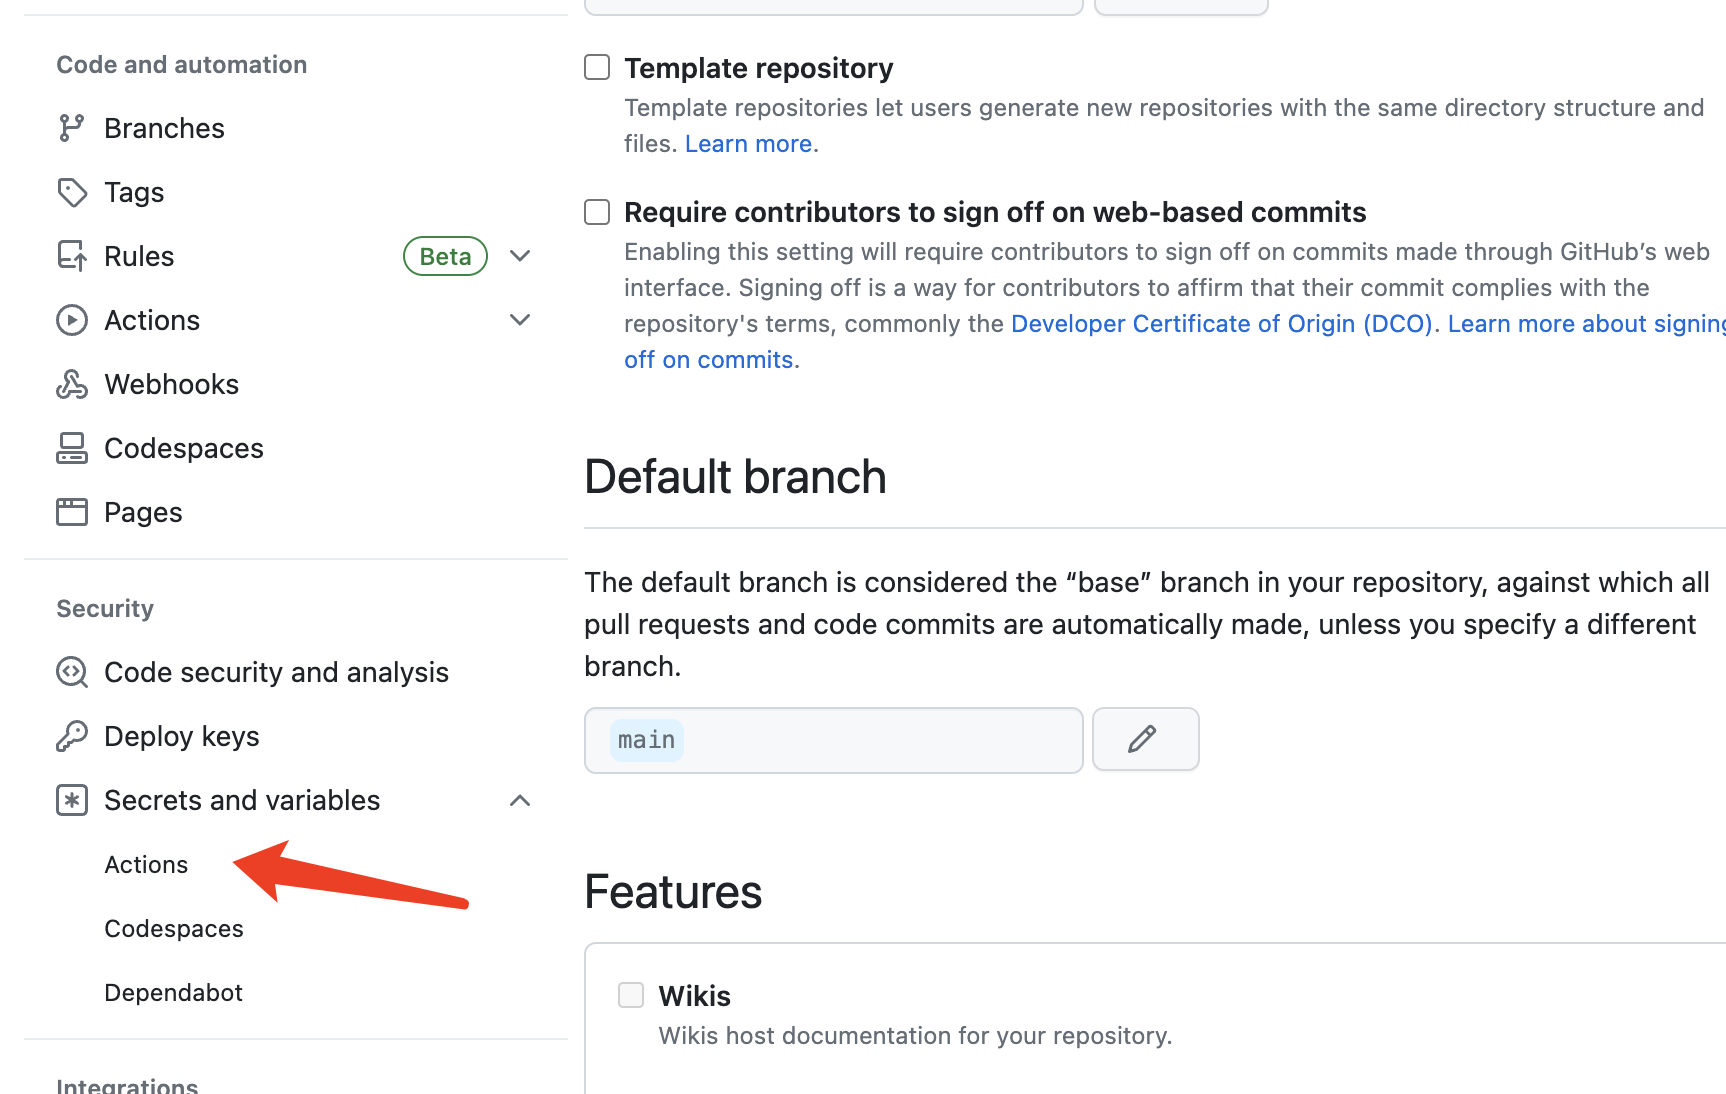 Code and automation
Branches
Tags
Rules Beta
Actions
Webhooks
Codespaces
Pages
Security
Code security and analysis
Deploy keys
Secrets and variables
Actions
Codespaces
Dependabot
Integrations
Template repository
Template repositories let users generate new repositories with the same directory structure and
files. Learn more.
Require contributors to sign off on web-based commits
Enabling this setting will require contributors to sign off on commits made through GitHub’s web
interface. Signing off is a way for contributors to affirm that their commit complies with the
repository's terms, commonly the Developer Certificate of Origin (DCO). Learn more about signing
off on commits.
Default branch
The default branch is considered the “base” branch in your repository, against which all
pull requests and code commits are automatically made, unless you specify a different
branch.
main
Features
Wikis
Wikis host documentation for your repository.